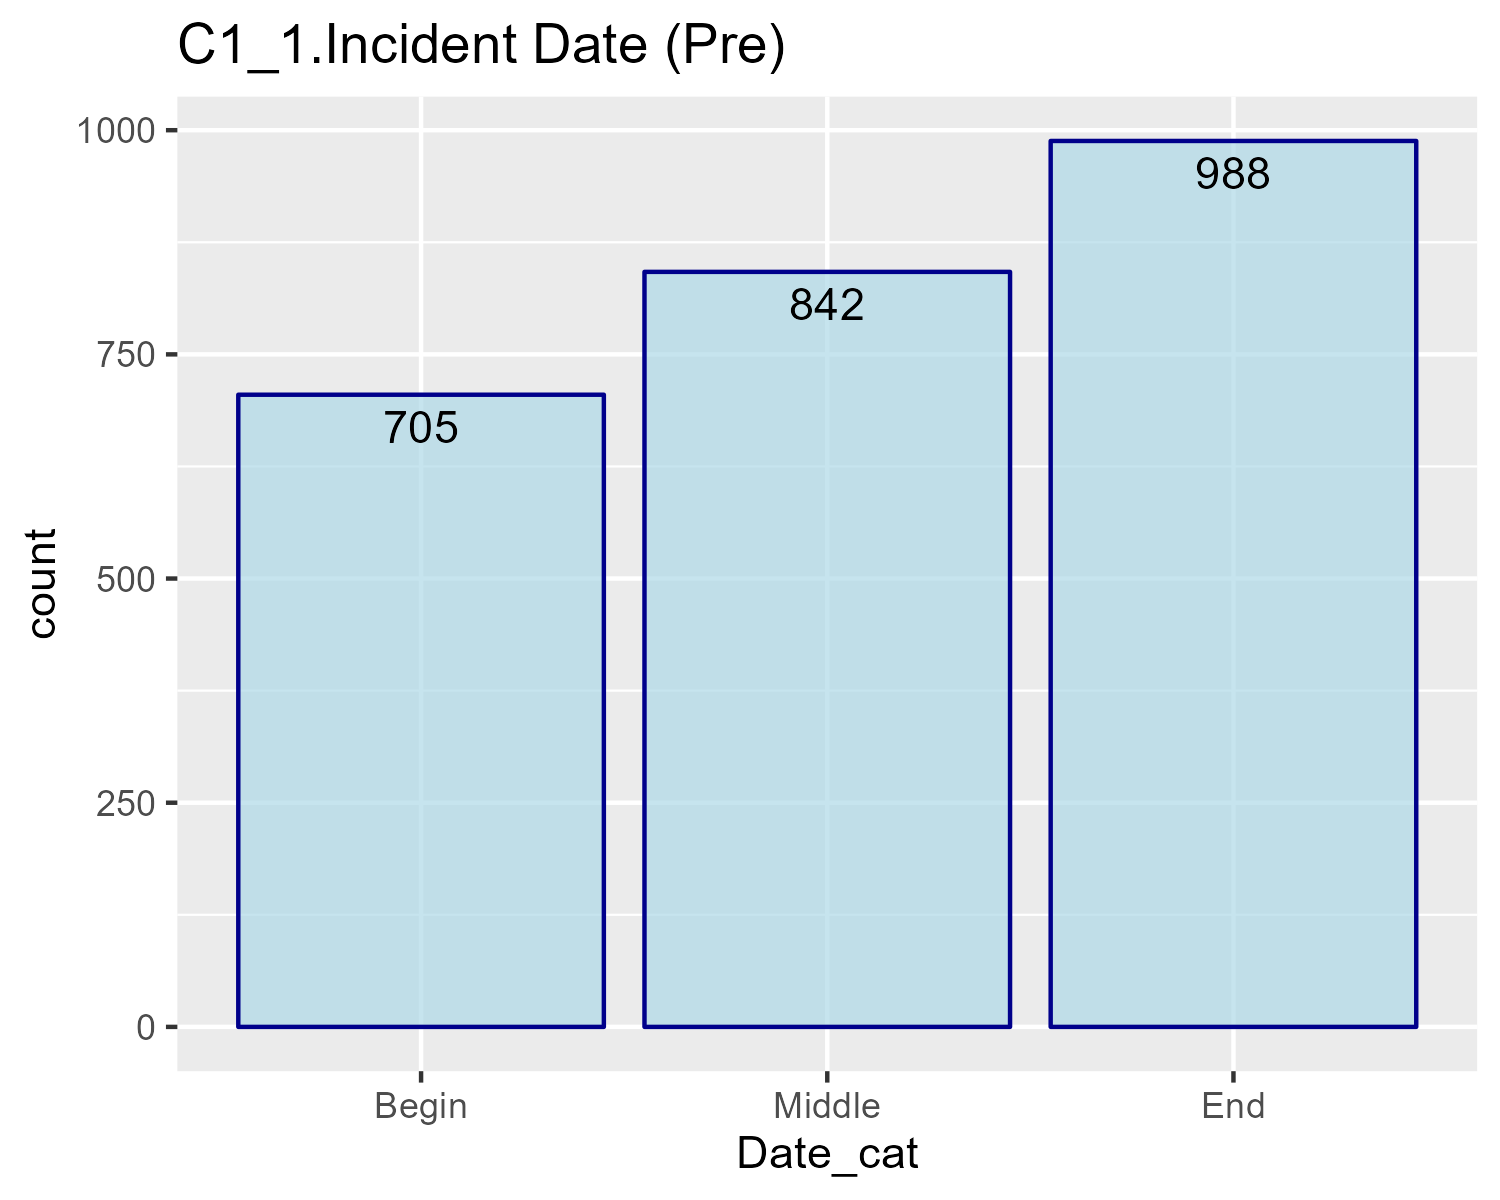 C1_1.Incident Date (Pre)
1000
750
500
250
0
count
705
842
988
Begin
Middle
End
Date_cat